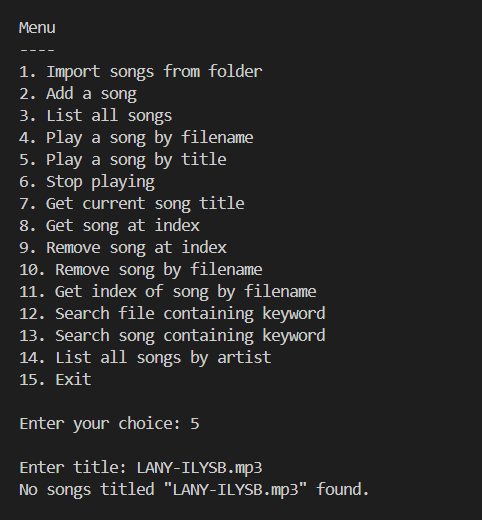 Menu
----
1. Import songs from folder
2. Add a song
3. List all songs
4. Play a song by filename
5. Play a song by title
6. Stop playing
7. Get current song title
8. Get song at index
9. Remove song at index
10. Remove song by filename
11. Get index of song by filename
12. Search file containing keyword
13. Search song containing keyword
14. List all songs by artist
15. Exit
Enter your choice: 5
Enter title: LANY-ILYSB.mp3
No songs titled "LANY-ILYSB.mp3" found.